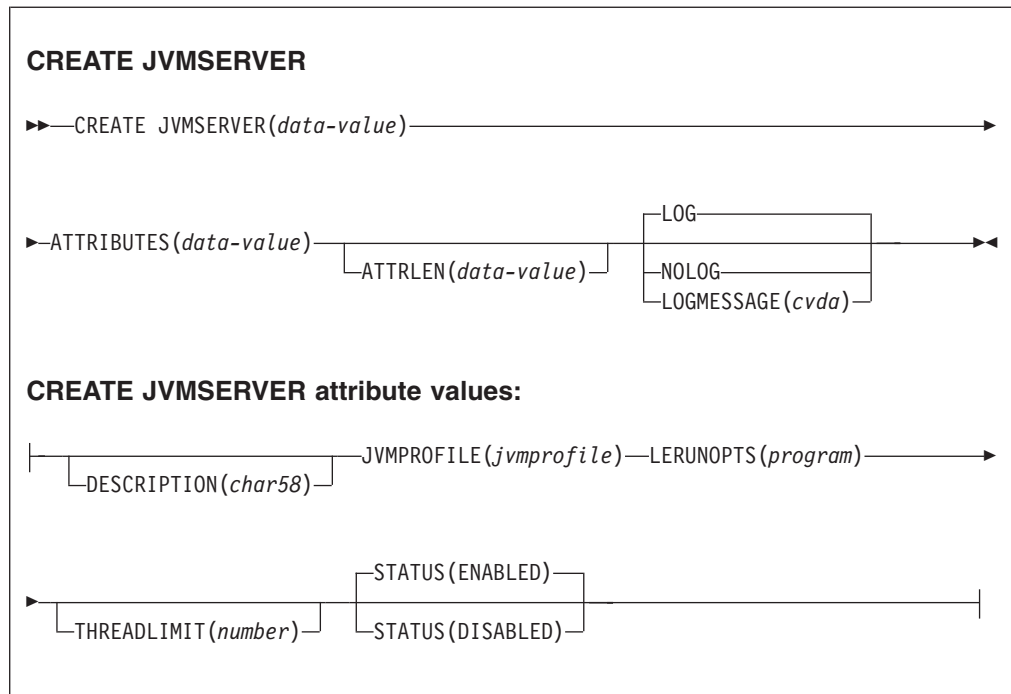 CREATE JVMSERVER
CREATE JVMSERVER(data-value)
LOG
ATTRIBUTES(data-value)
ATTRLEN(data-value)
NOLOG
LOGMESSAGE(cvda)
CREATE JVMSERVER attribute values:
JVMPROFILE(jvmprofile) LERUNOPTS(program)
DESCRIPTION(char58)
STATUS(ENABLED)
THREADLIMIT(number)
STATUS(DISABLED)